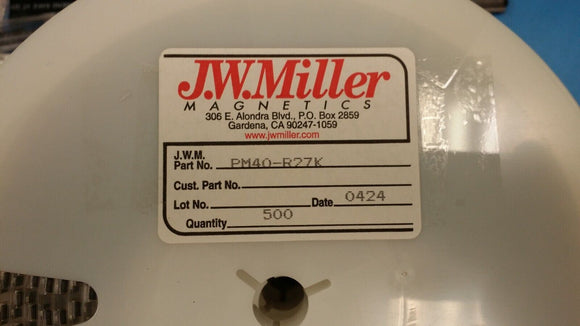 J.W.Miller
MAGNETICS
306 E. Alondra Blvd., P.O. Box 2859
Gardena, CA 90247-1059
www.jwmiller.com
J.W.M.
Part No. PM40-R27K
Cust. Part No.
Lot No. Date 0424
Quantity 500